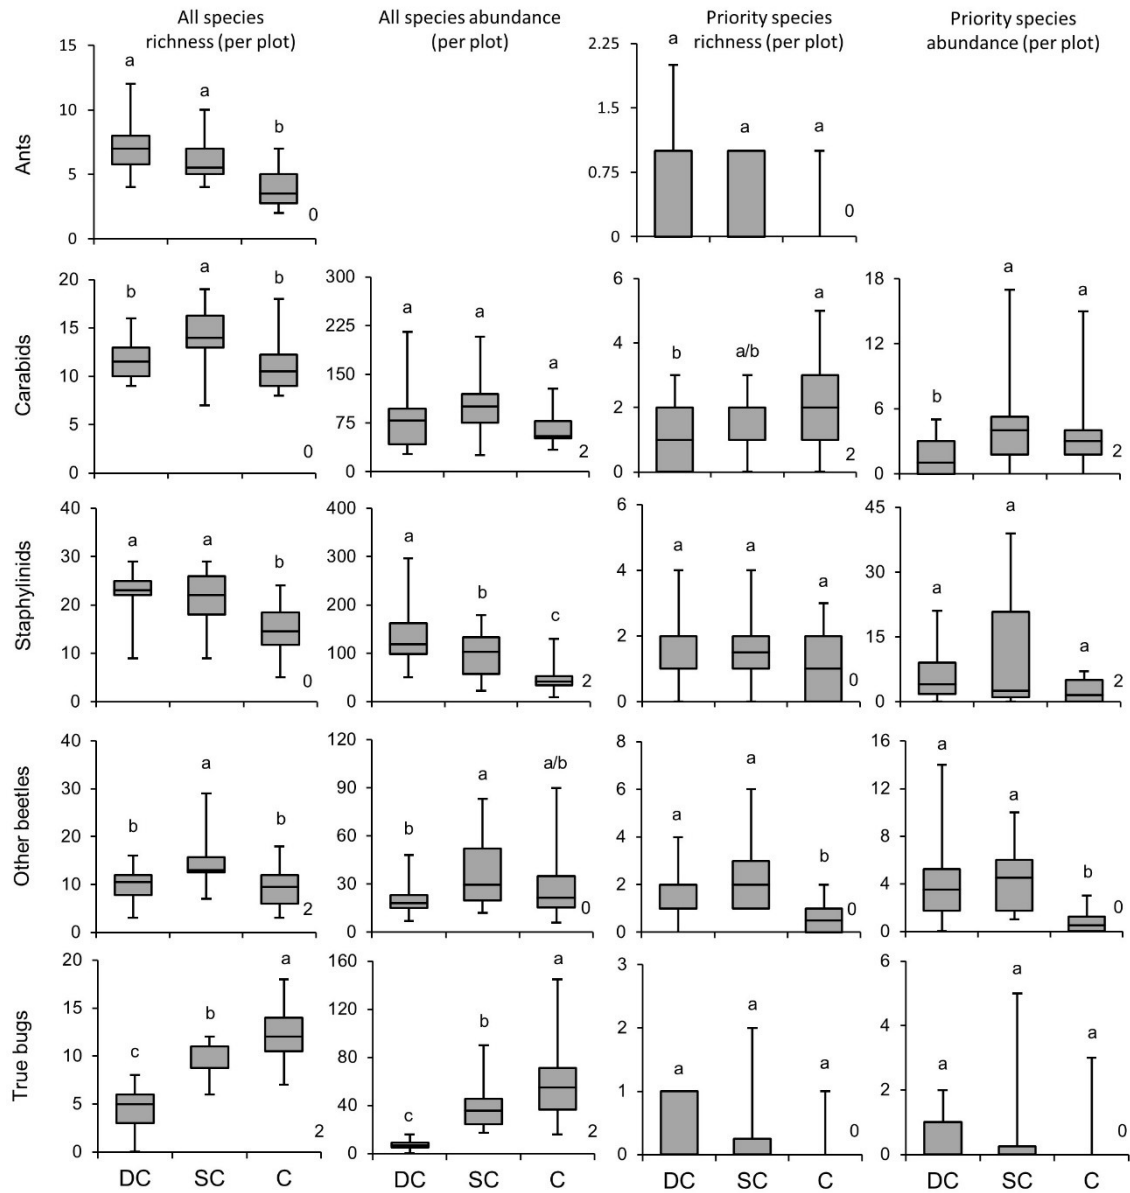 All species
richness (per plot)
All species abundance
(per plot)
Priority species
richness (per plot)
Priority species
abundance (per plot)
Ants
15
10
5
0
a
a
b
0
2.25
1.5
0.75
0
a
a
a
0
Carabids
20
15
10
5
0
b
a
b
0
300
225
150
75
0
a
a
a
2
6
4
2
0
b
a/b
a
2
18
12
6
0
b
a
a
2
Staphylinids
40
30
20
10
0
a
a
b
0
400
300
200
100
0
a
b
c
2
6
4
2
0
a
a
a
0
45
30
15
0
a
a
a
2
Other beetles
40
30
20
10
0
b
a
b
2
120
90
60
30
0
b
a
a/b
0
8
6
4
2
0
a
a
b
0
16
12
8
4
0
a
a
b
0
True bugs
20
15
10
5
0
c
b
a
2
DC SC C
160
120
80
40
0
c
b
a
2
DC SC C
3
2
1
0
a
a
a
0
DC SC C
6
4
2
0
a
a
a
0
DC SC C